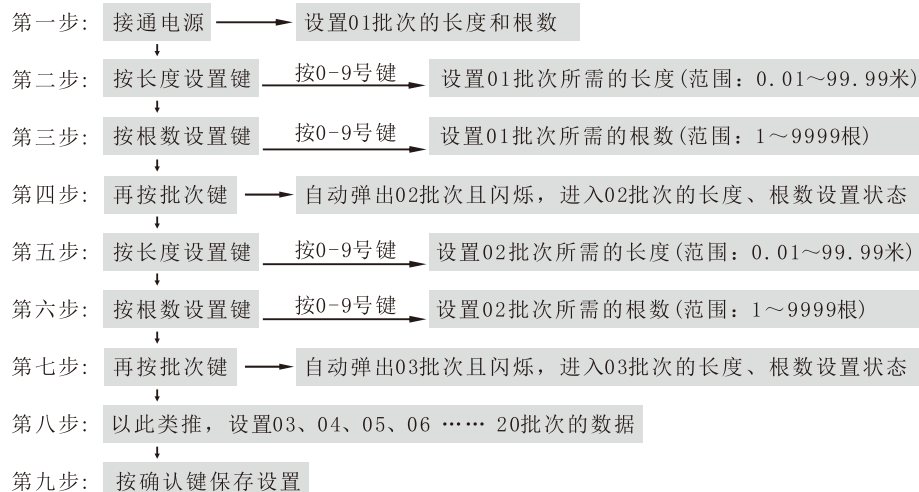 第一步: 接通电源 设置01批次的长度和根数
第二步: 按长度设置键 按0-9号键 设置01批次所需的长度(范围：0.01～99.99米)
第三步: 按根数设置键 按0-9号键 设置01批次所需的根数(范围：1～9999根)
第四步: 再按批次键 自动弹出02批次且闪烁，进入02批次的长度、根数设置状态
第五步: 按长度设置键 按0-9号键 设置02批次所需的长度(范围：0.01～99.99米)
第六步: 按根数设置键 按0-9号键 设置02批次所需的根数(范围：1～9999根)
第七步: 再按批次键 自动弹出03批次且闪烁，进入03批次的长度、根数设置状态
第八步: 以此类推，设置03、04、05、06 …… 20批次的数据
第九步: 按确认键保存设置